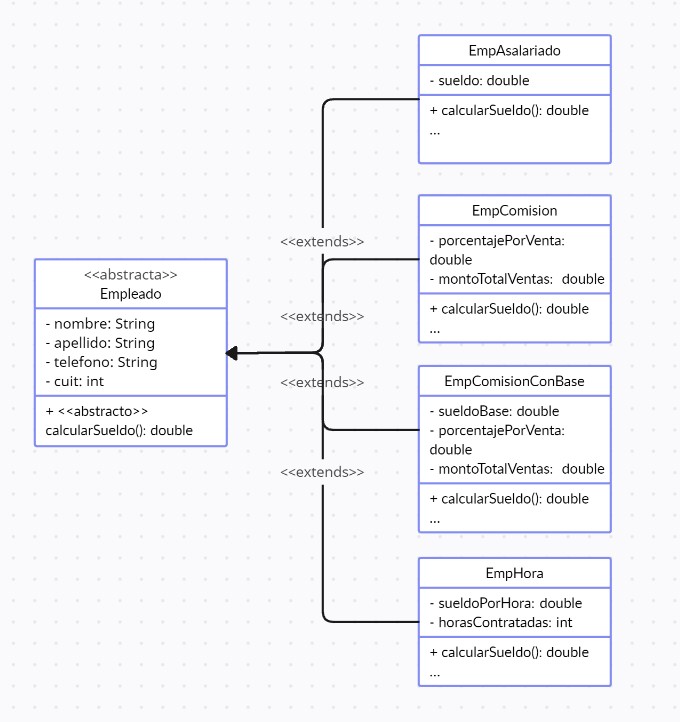 EmpAsalariado
- sueldo: double
+ calcularSueldo(): double
...
EmpComision
- porcentajePorVenta:
double
- montoTotalVentas: double
+ calcularSueldo(): double
...
<<extends>>
<<extends>>
<<extends>>
<<extends>>
<<abstracta>>
Empleado
- nombre: String
- apellido: String
- telefono: String
- cuit: int
+ <<abstracto>>
calcularSueldo(): double
EmpComisionConBase
- sueldoBase: double
- porcentajePorVenta:
double
- montoTotalVentas: double
+ calcularSueldo(): double
...
EmpHora
- sueldoPorHora: double
- horasContratadas: int
+ calcularSueldo(): double
...